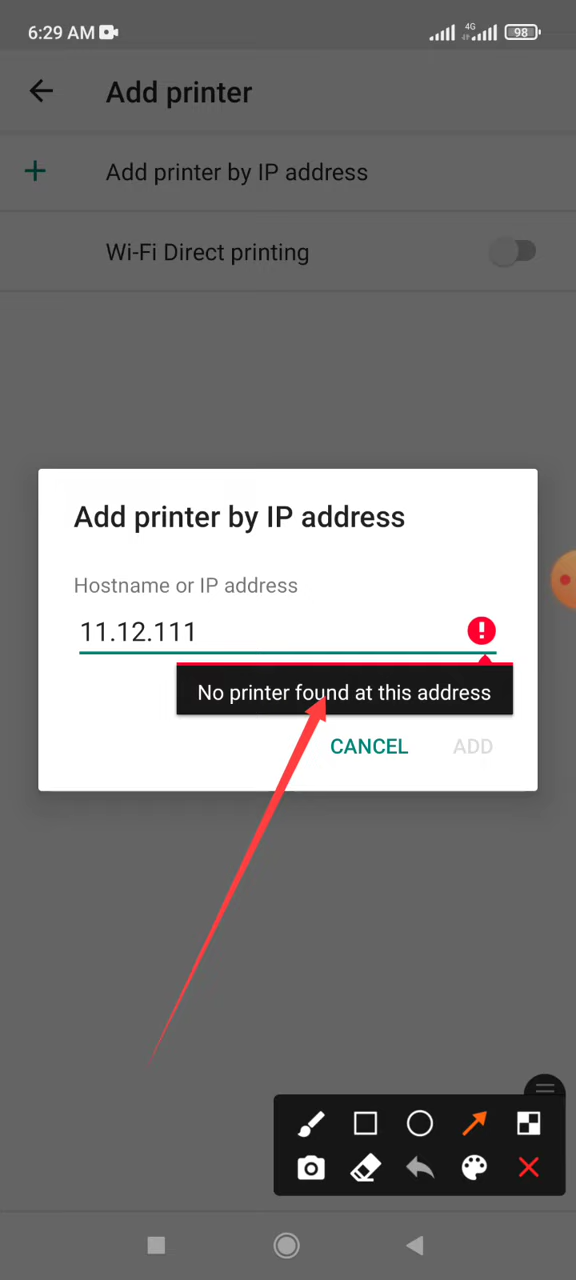 6:29 AM
4G
98
Add printer
Add printer by IP address
Wi-Fi Direct printing
Add printer by IP address
Hostname or IP address
11.12.111
No printer found at this address
CANCEL
ADD